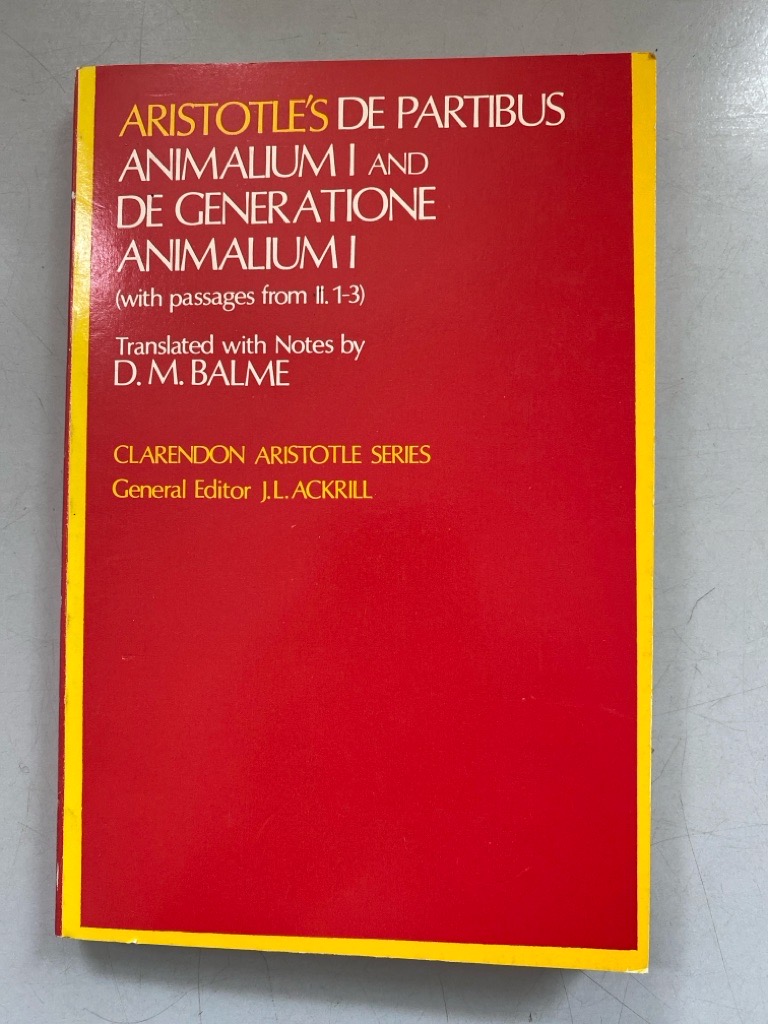 ARISTOTLE'S DE PARTIBUS
ANIMALIUM I AND
DE GENERATIONE
ANIMALIUM I
(with passages from II. 1-3)
Translated with Notes by
D. M. BALME
CLARENDON ARISTOTLE SERIES
General Editor J. L. ACKRILL